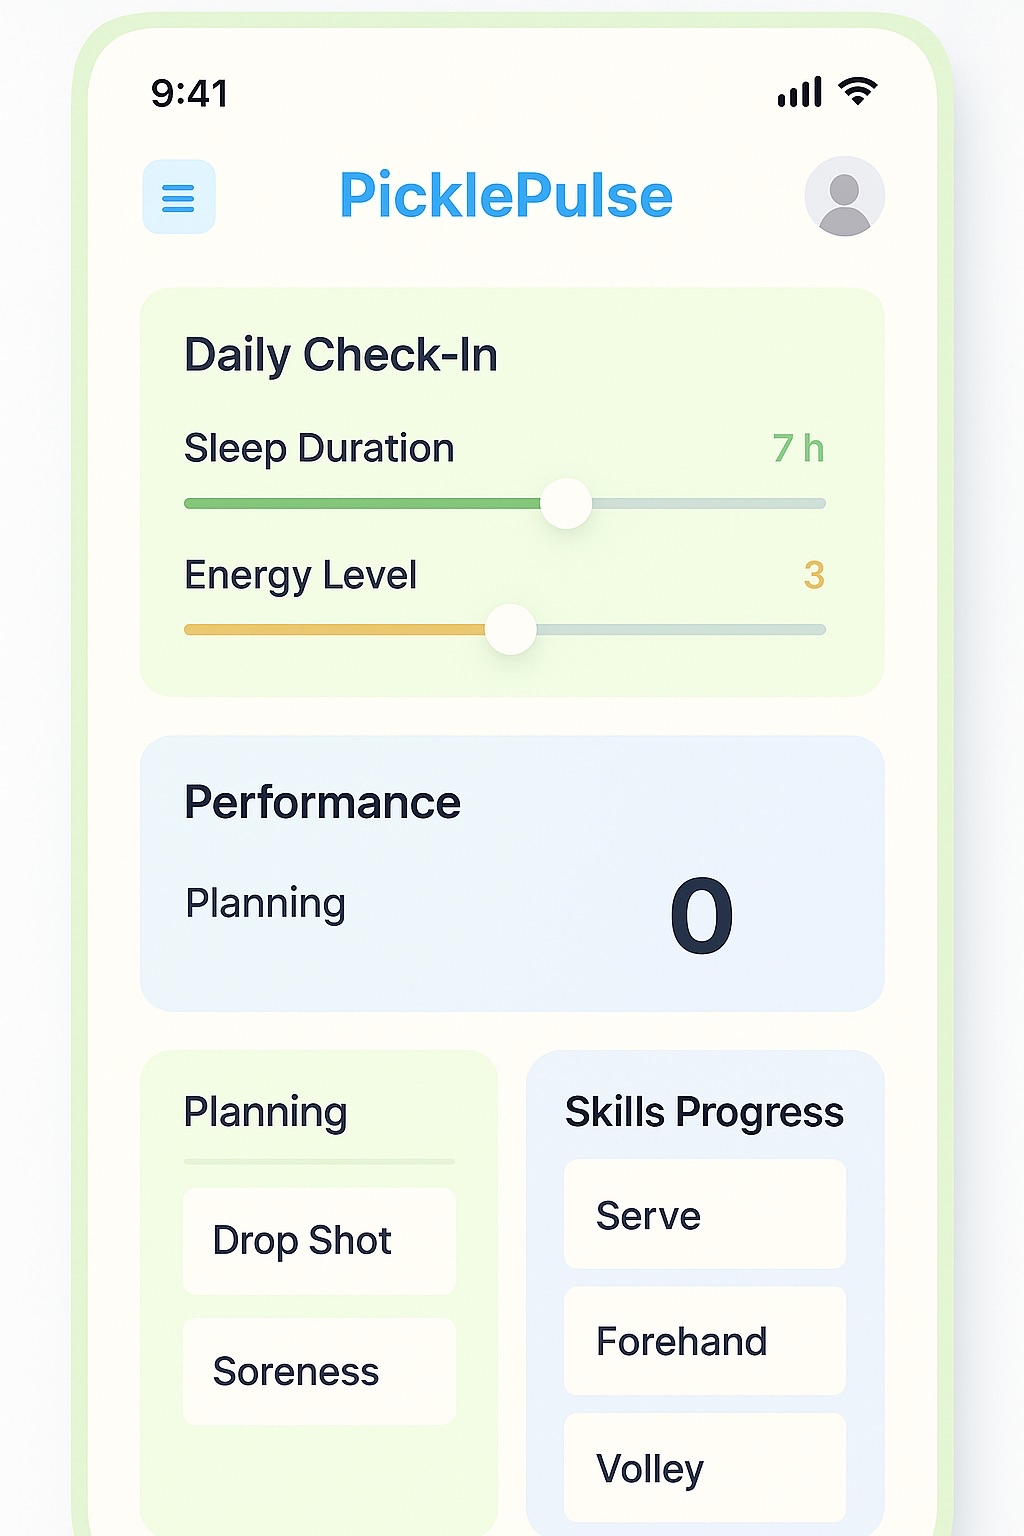 9:41
PicklePulse
Daily Check-In
Sleep Duration 7 h
Energy Level 3
Performance
Planning 0
Planning
Drop Shot
Soreness
Skills Progress
Serve
Forehand
Volley